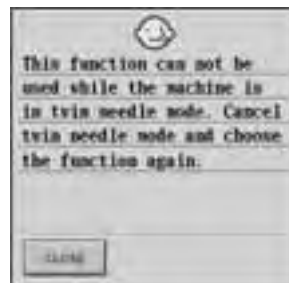 This function can not be
used while the machine is
in twin needle mode. Cancel
twin needle mode and choose
the function again.
CLOSE